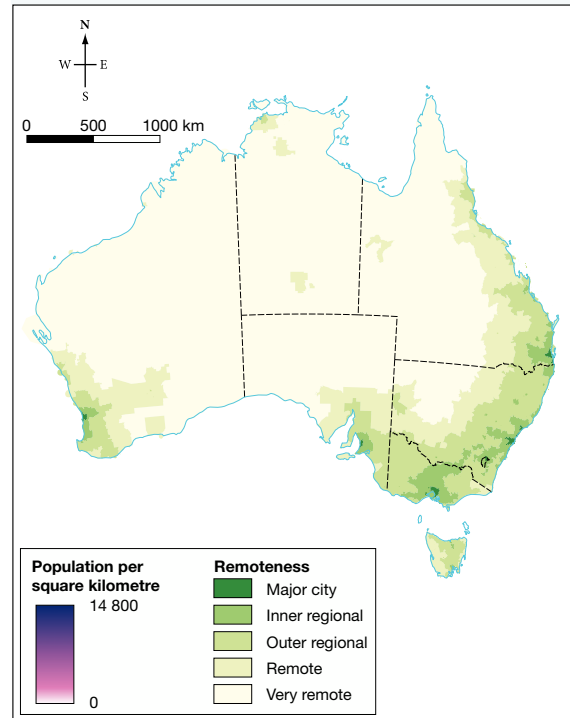 N
W E
S
0 500 1000 km
Population per
square kilometre
14 800
0
Remoteness
Major city
Inner regional
Outer regional
Remote
Very remote